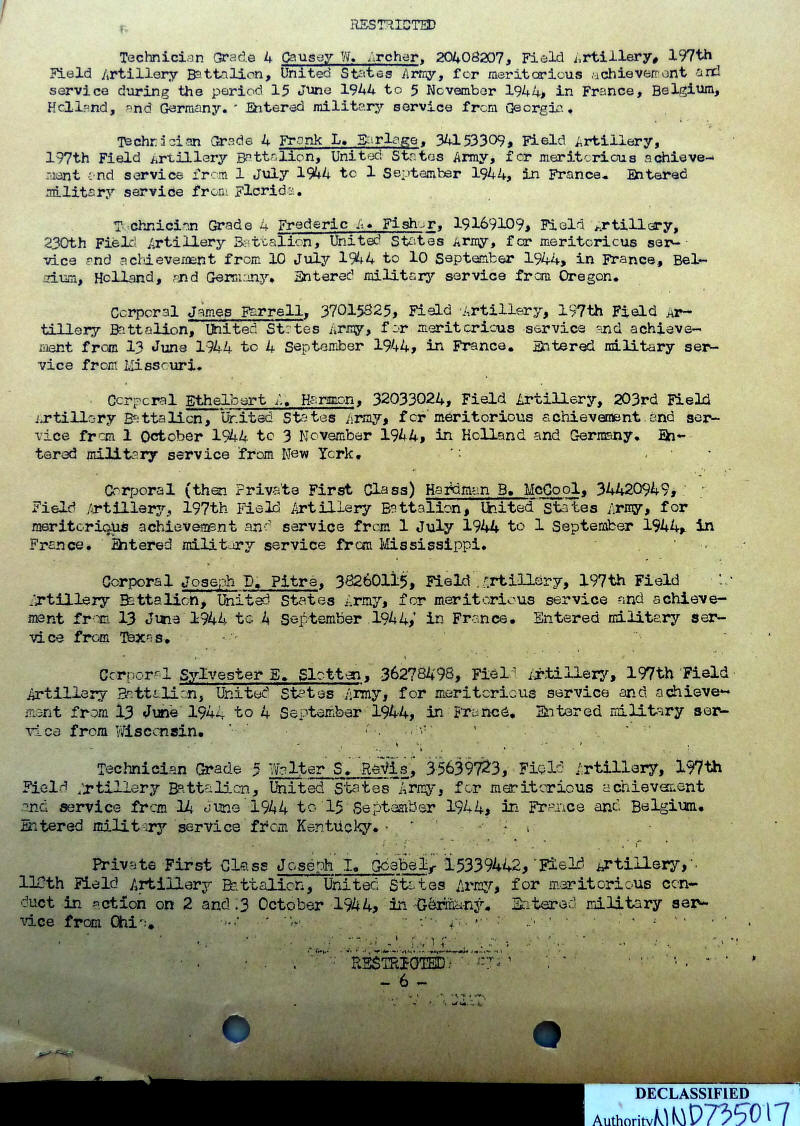 RESTRICTED
Technician Grade 4 Causey W. Archer, 20408207, Field Artillery, 197th
Field Artillery Battalion, United States Army, for meritorious achievement and
service during the period 15 June 1944 to 5 November 1944, in France, Belgium,
Holland, and Germany. Entered military service from Georgia.
Technician Grade 4 Frank L. Earlage, 34153309, Field Artillery,
197th Field Artillery Battalion, United States Army, for meritorious achieve-
ment and service from 1 July 1944 to 1 September 1944, in France. Entered
military service from Florida.
Technician Grade 4 Frederic A. Fisher, 19169109, Field Artillery,
230th Field Artillery Battalion, United States Army, for meritorious ser-
vice and achievement from 10 July 1944 to 10 September 1944, in France, Bel-
gium, Holland, and Germany. Entered military service from Oregon.
Corporal James Farrell, 37015825, Field Artillery, 197th Field Ar-
tillery Battalion, United States Army, for meritorious service and achieve-
ment from 13 June 1944 to 4 September 1944, in France. Entered military ser-
vice from Missouri.
Corporal Ethelbert A. Harmon, 32033024, Field Artillery, 203rd Field
Artillery Battalion, United States Army, for meritorious achievement and ser-
vice from 1 October 1944 to 3 November 1944, in Holland and Germany. En-
tered military service from New York.
Corporal (then Private First Class) Hardman B. McCool, 34420949,
Field Artillery, 197th Field Artillery Battalion, United States Army, for
meritorious achievement and service from 1 July 1944 to 1 September 1944, in
France. Entered military service from Mississippi.
Corporal Joseph D. Pitre, 38260115, Field Artillery, 197th Field
Artillery Battalion, United States Army, for meritorious service and achieve-
ment from 13 June 1944 to 4 September 1944, in France. Entered military ser-
vice from Texas.
Corporal Sylvester E. Slotten, 36278498, Field Artillery, 197th Field
Artillery Battalion, United States Army, for meritorious service and achieve-
ment from 13 June 1944 to 4 September 1944, in France. Entered military ser-
vice from Wisconsin.
Technician Grade 5 Walter S. Revis, 35639723, Field Artillery, 197th
Field Artillery Battalion, United States Army, for meritorious achievement
and service from 14 June 1944 to 15 September 1944, in France and Belgium.
Entered military service from Kentucky.
Private First Class Joseph I. Goebel, 15339442, Field Artillery,
118th Field Artillery Battalion, United States Army, for meritorious con-
duct in action on 2 and 3 October 1944, in Germany. Entered military ser-
vice from Ohio.
RESTRICTED
- 6 -
DECLASSIFIED
Authority NND735017